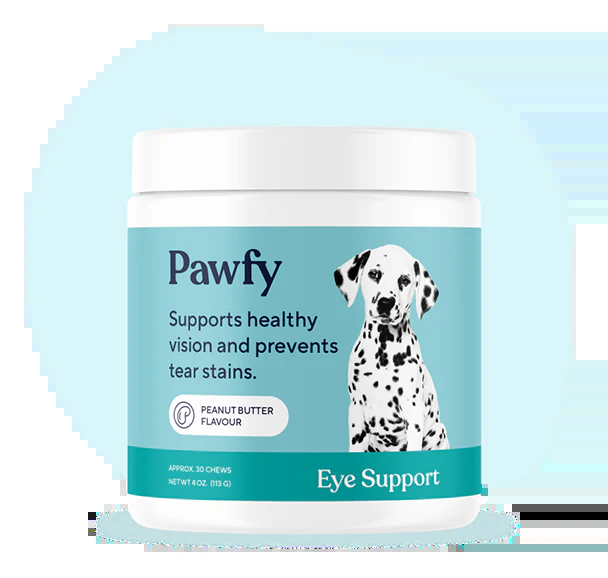 Pawfy
Supports healthy
vision and prevents
tear stains.
PEANUT BUTTER
FLAVOUR
APPROX. 30 CHEWS
NET WT 4 OZ. (113 G)
Eye Support